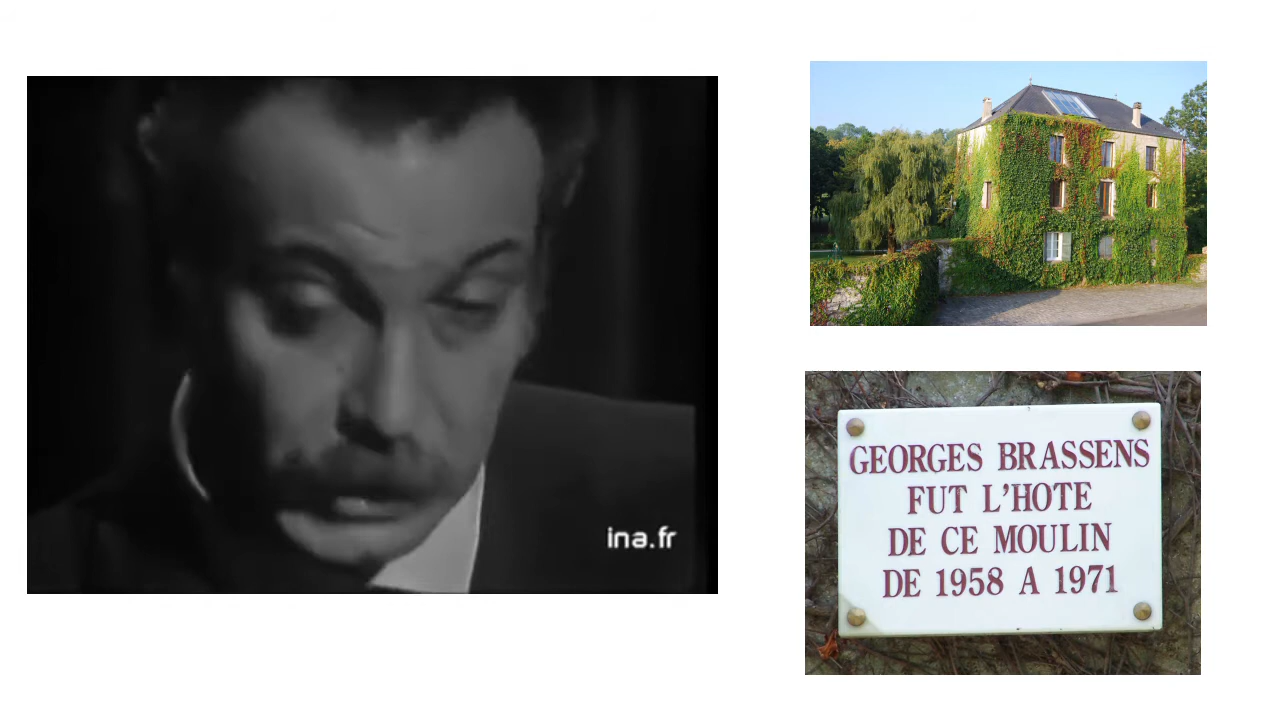 ina.fr
GEORGES BRASSENS
FUT L'HOTE
DE CE MOULIN
DE 1958 A 1971